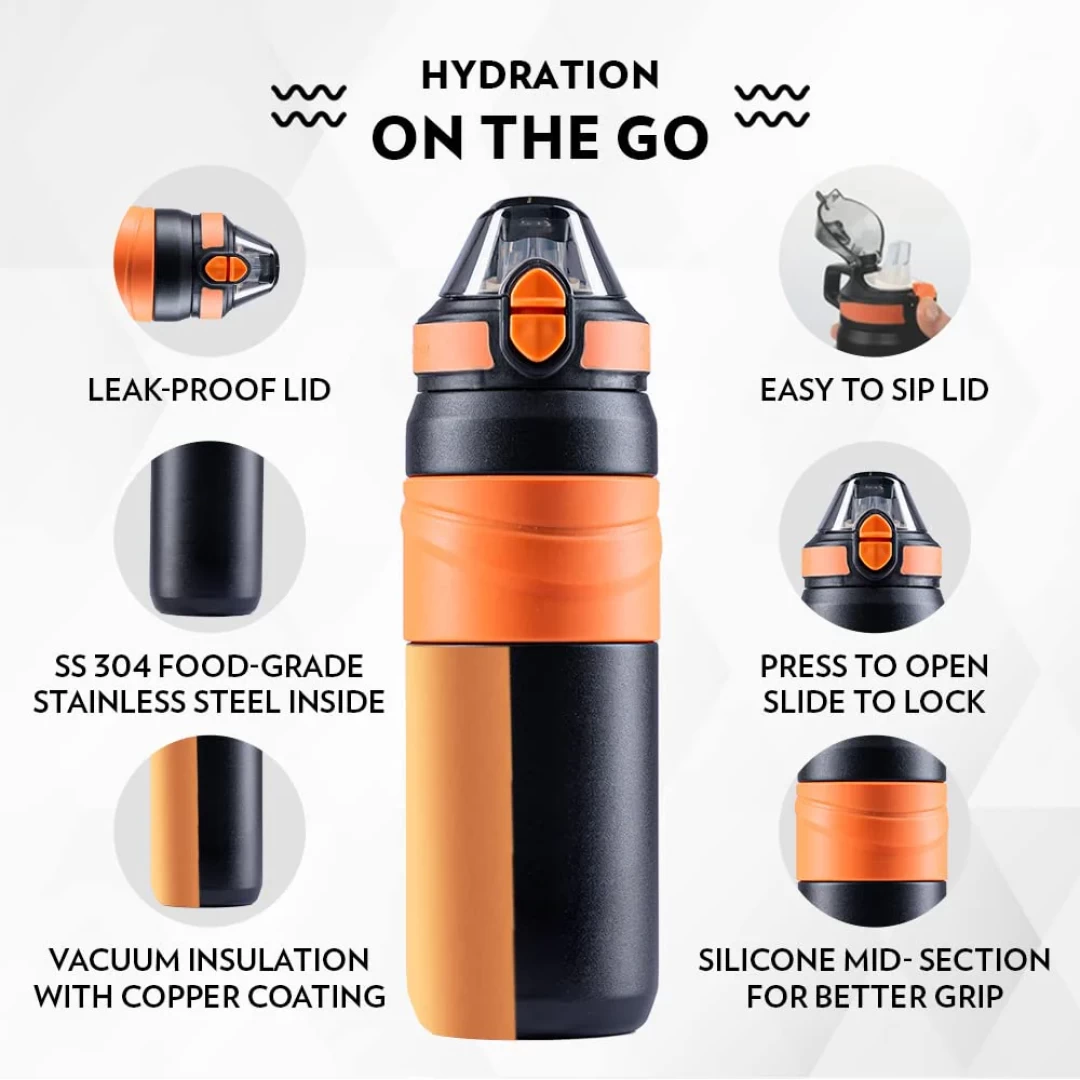 HYDRATION
ON THE GO
LEAK-PROOF LID
EASY TO SIP LID
SS 304 FOOD-GRADE
STAINLESS STEEL INSIDE
PRESS TO OPEN
SLIDE TO LOCK
VACUUM INSULATION
WITH COPPER COATING
SILICONE MID- SECTION
FOR BETTER GRIP